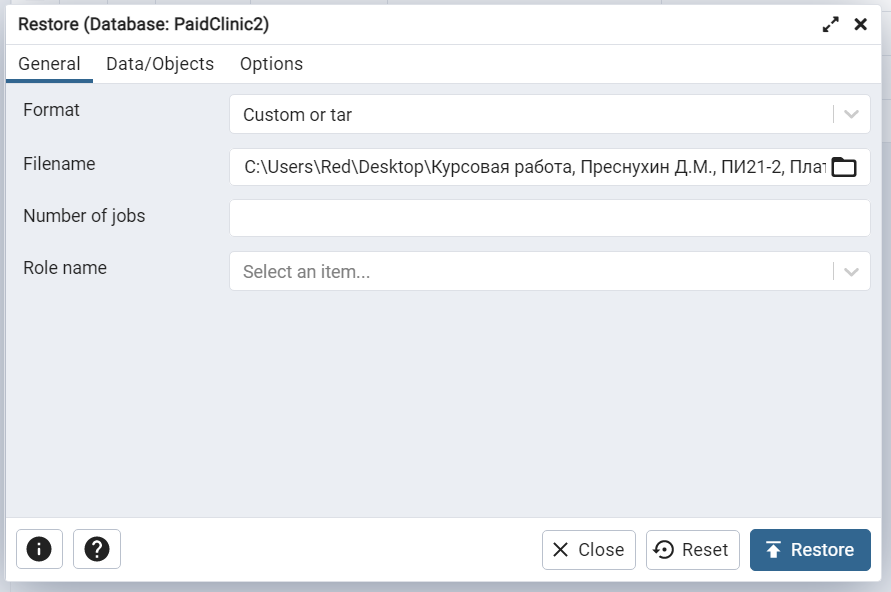 Restore (Database: PaidClinic2)
General Data/Objects Options
Format
Custom or tar
Filename
C:\Users\Red\Desktop\Курсовая работа, Преснухин Д.М., ПИ21-2, Плат
Number of jobs
Role name
Select an item...
Close Reset Restore